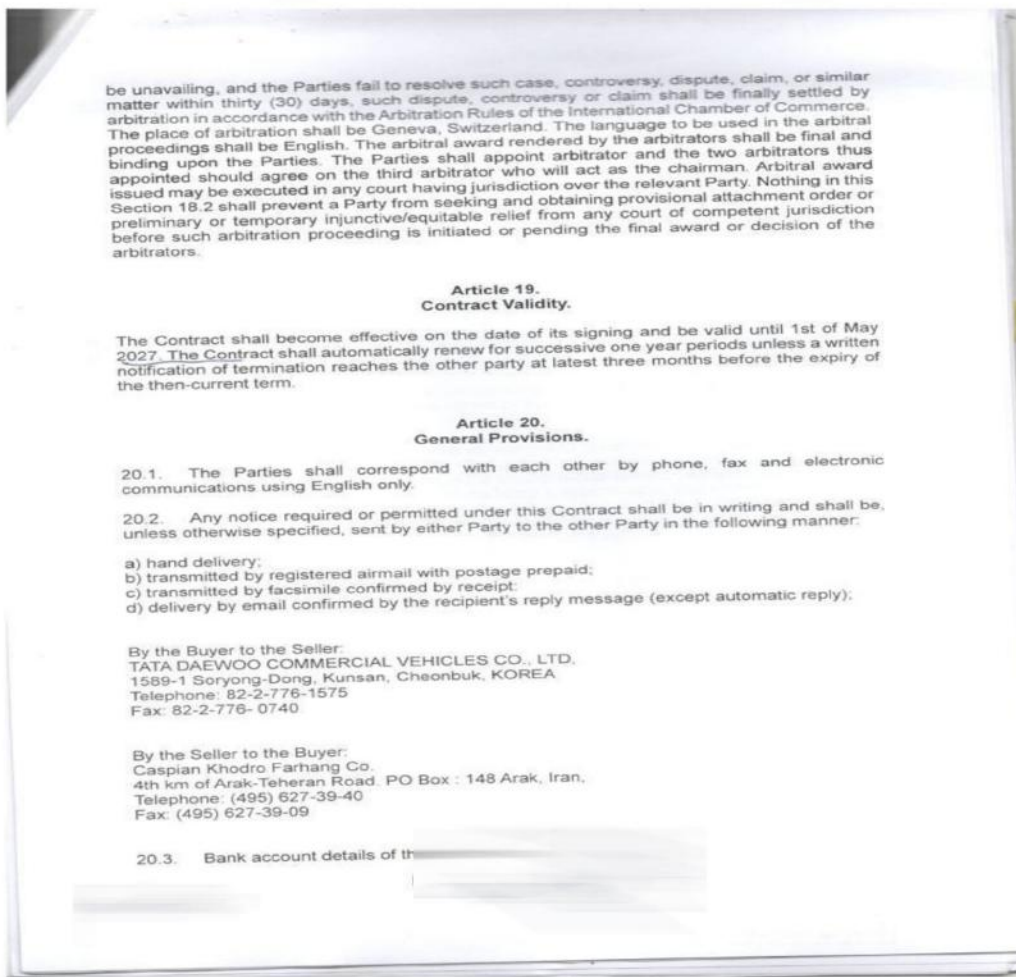 be unavailing, and the Parties fail to resolve such case, controversy, dispute, claim, or similar
matter within thirty (30) days, such dispute, controversy or claim shall be finally settled by
arbitration in accordance with the Arbitration Rules of the International Chamber of Commerce.
The place of arbitration shall be Geneva, Switzerland. The language to be used in the arbitral
proceedings shall be English. The arbitral award rendered by the arbitrators shall be final and
binding upon the Parties. The Parties shall appoint arbitrator and the two arbitrators thus
appointed should agree on the third arbitrator who will act as the chairman. Arbitral award
issued may be executed in any court having jurisdiction over the relevant Party. Nothing in this
Section 18.2 shall prevent a Party from seeking and obtaining provisional attachment order or
preliminary or temporary injunctive/equitable relief from any court of competent jurisdiction
before such arbitration proceeding is initiated or pending the final award or decision of the
arbitrators.
Article 19.
Contract Validity.
The Contract shall become effective on the date of its signing and be valid until 1st of May
2027. The Contract shall automatically renew for successive one year periods unless a written
notification of termination reaches the other party at latest three months before the expiry of
the then-current term.
Article 20.
General Provisions.
20.1. The Parties shall correspond with each other by phone, fax and electronic
communications using English only.
20.2. Any notice required or permitted under this Contract shall be in writing and shall be,
unless otherwise specified, sent by either Party to the other Party in the following manner:
a) hand delivery;
b) transmitted by registered airmail with postage prepaid;
c) transmitted by facsimile confirmed by receipt:
d) delivery by email confirmed by the recipient's reply message (except automatic reply);
By the Buyer to the Seller:
TATA DAEWOO COMMERCIAL VEHICLES CO., LTD.
1589-1 Soryong-Dong, Kunsan, Cheonbuk, KOREA
Telephone: 82-2-776-1575
Fax: 82-2-776- 0740
By the Seller to the Buyer:
Caspian Khodro Farhang Co.
4th km of Arak-Teheran Road. PO Box : 148 Arak, Iran,
Telephone: (495) 627-39-40
Fax: (495) 627-39-09
20.3. Bank account details of